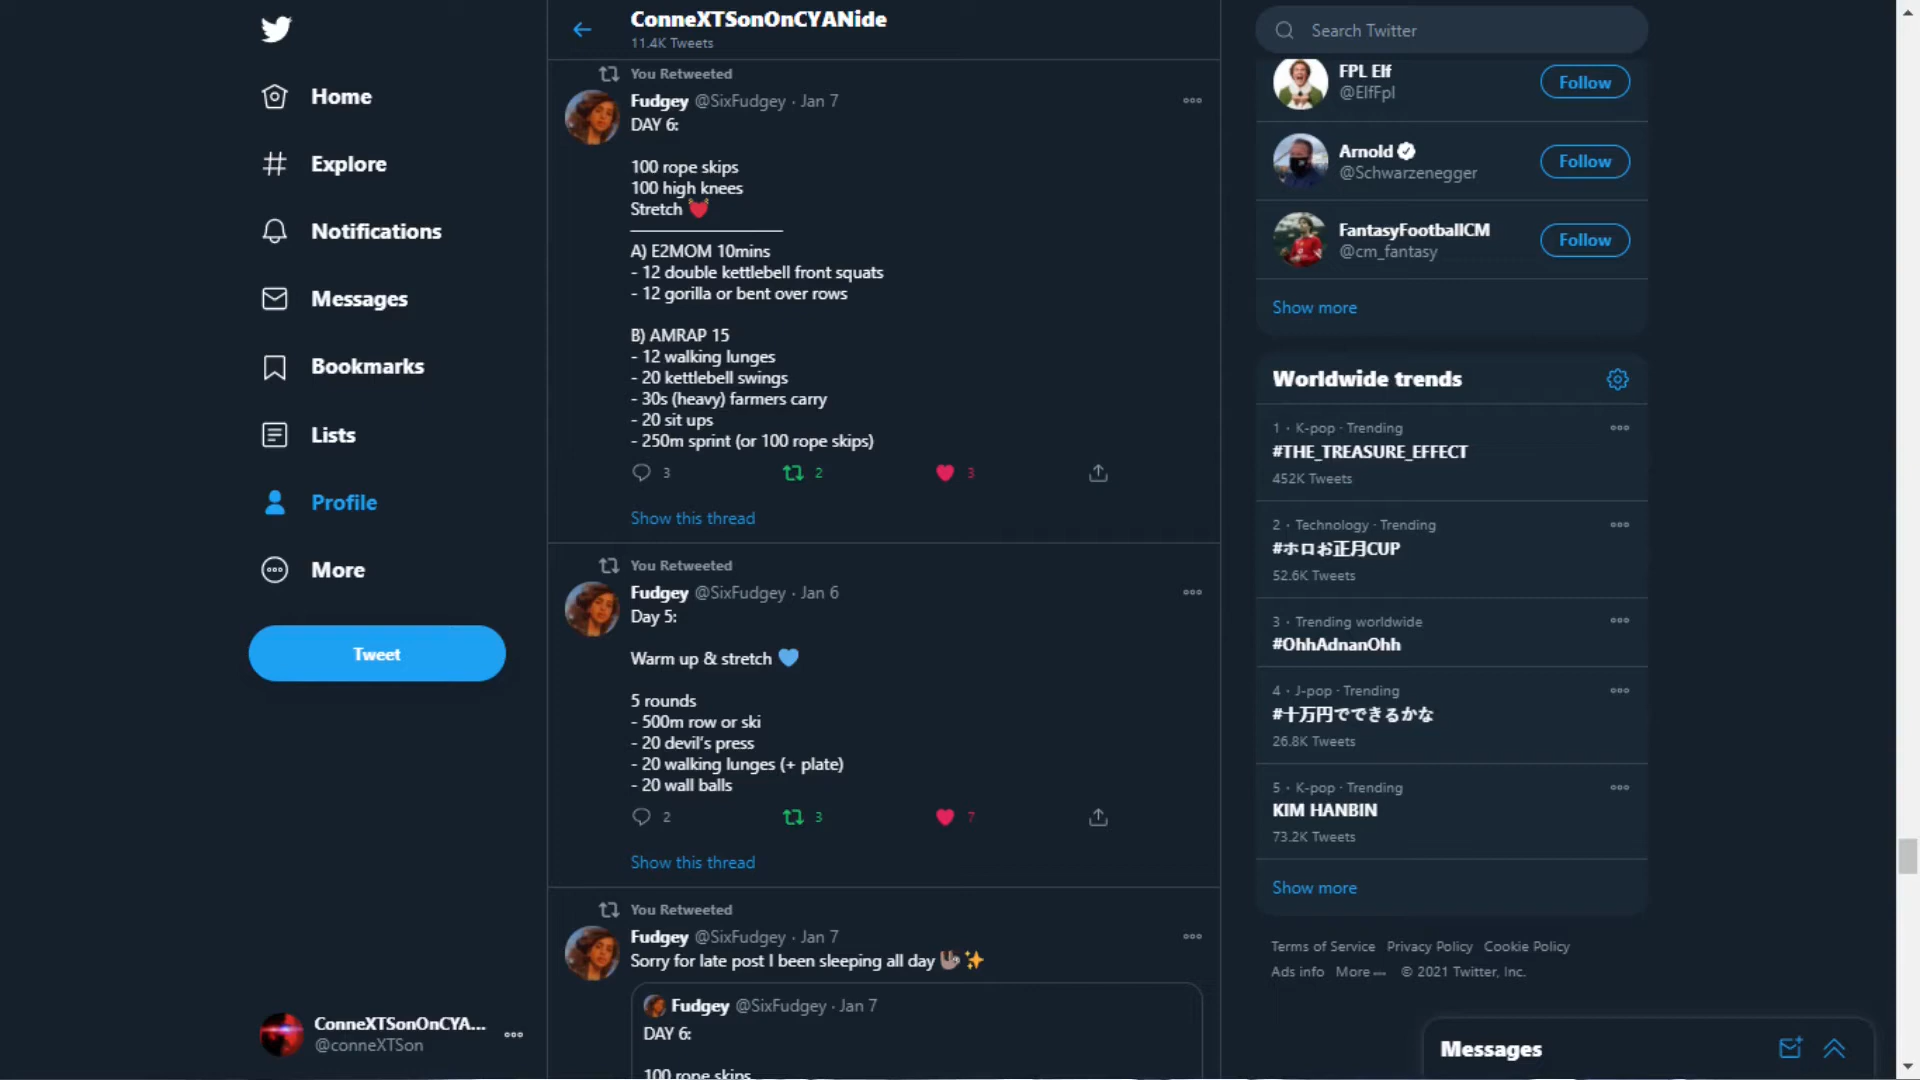 Home
Explore
Notifications
Messages
Bookmarks
Lists
Profile
More
Tweet
ConneXTSonOnCYA...
@conneXTSon
ConneXTSonOnCYANide
11.4K Tweets
You Retweeted
Fudgey @SixFudgey · Jan 7
DAY 6:
100 rope skips
100 high knees
Stretch
A) E2MOM 10mins
- 12 double kettlebell front squats
- 12 gorilla or bent over rows
B) AMRAP 15
- 12 walking lunges
- 20 kettlebell swings
- 30s (heavy) farmers carry
- 20 sit ups
- 250m sprint (or 100 rope skips)
3 2 3
Show this thread
You Retweeted
Fudgey @SixFudgey · Jan 6
Day 5:
Warm up & stretch
5 rounds
- 500m row or ski
- 20 devil's press
- 20 walking lunges (+ plate)
- 20 wall balls
2 3 7
Show this thread
You Retweeted
Fudgey @SixFudgey · Jan 7
Sorry for late post I been sleeping all day
Fudgey @SixFudgey · Jan 7
DAY 6:
100 rope skips
Search Twitter
FPL Elf
@ElfFpl
Follow
Arnold
@Schwarzenegger
Follow
FantasyFootballCM
@cm_fantasy
Follow
Show more
Worldwide trends
1 · K-pop · Trending
#THE_TREASURE_EFFECT
452K Tweets
2 · Technology · Trending
#ホロお正月CUP
52.6K Tweets
3 · Trending worldwide
#OhhAdnanOhh
4 · J-pop · Trending
#十万円でできるかな
26.8K Tweets
5 · K-pop · Trending
KIM HANBIN
73.2K Tweets
Show more
Terms of Service Privacy Policy Cookie Policy
Ads info More © 2021 Twitter, Inc.
Messages